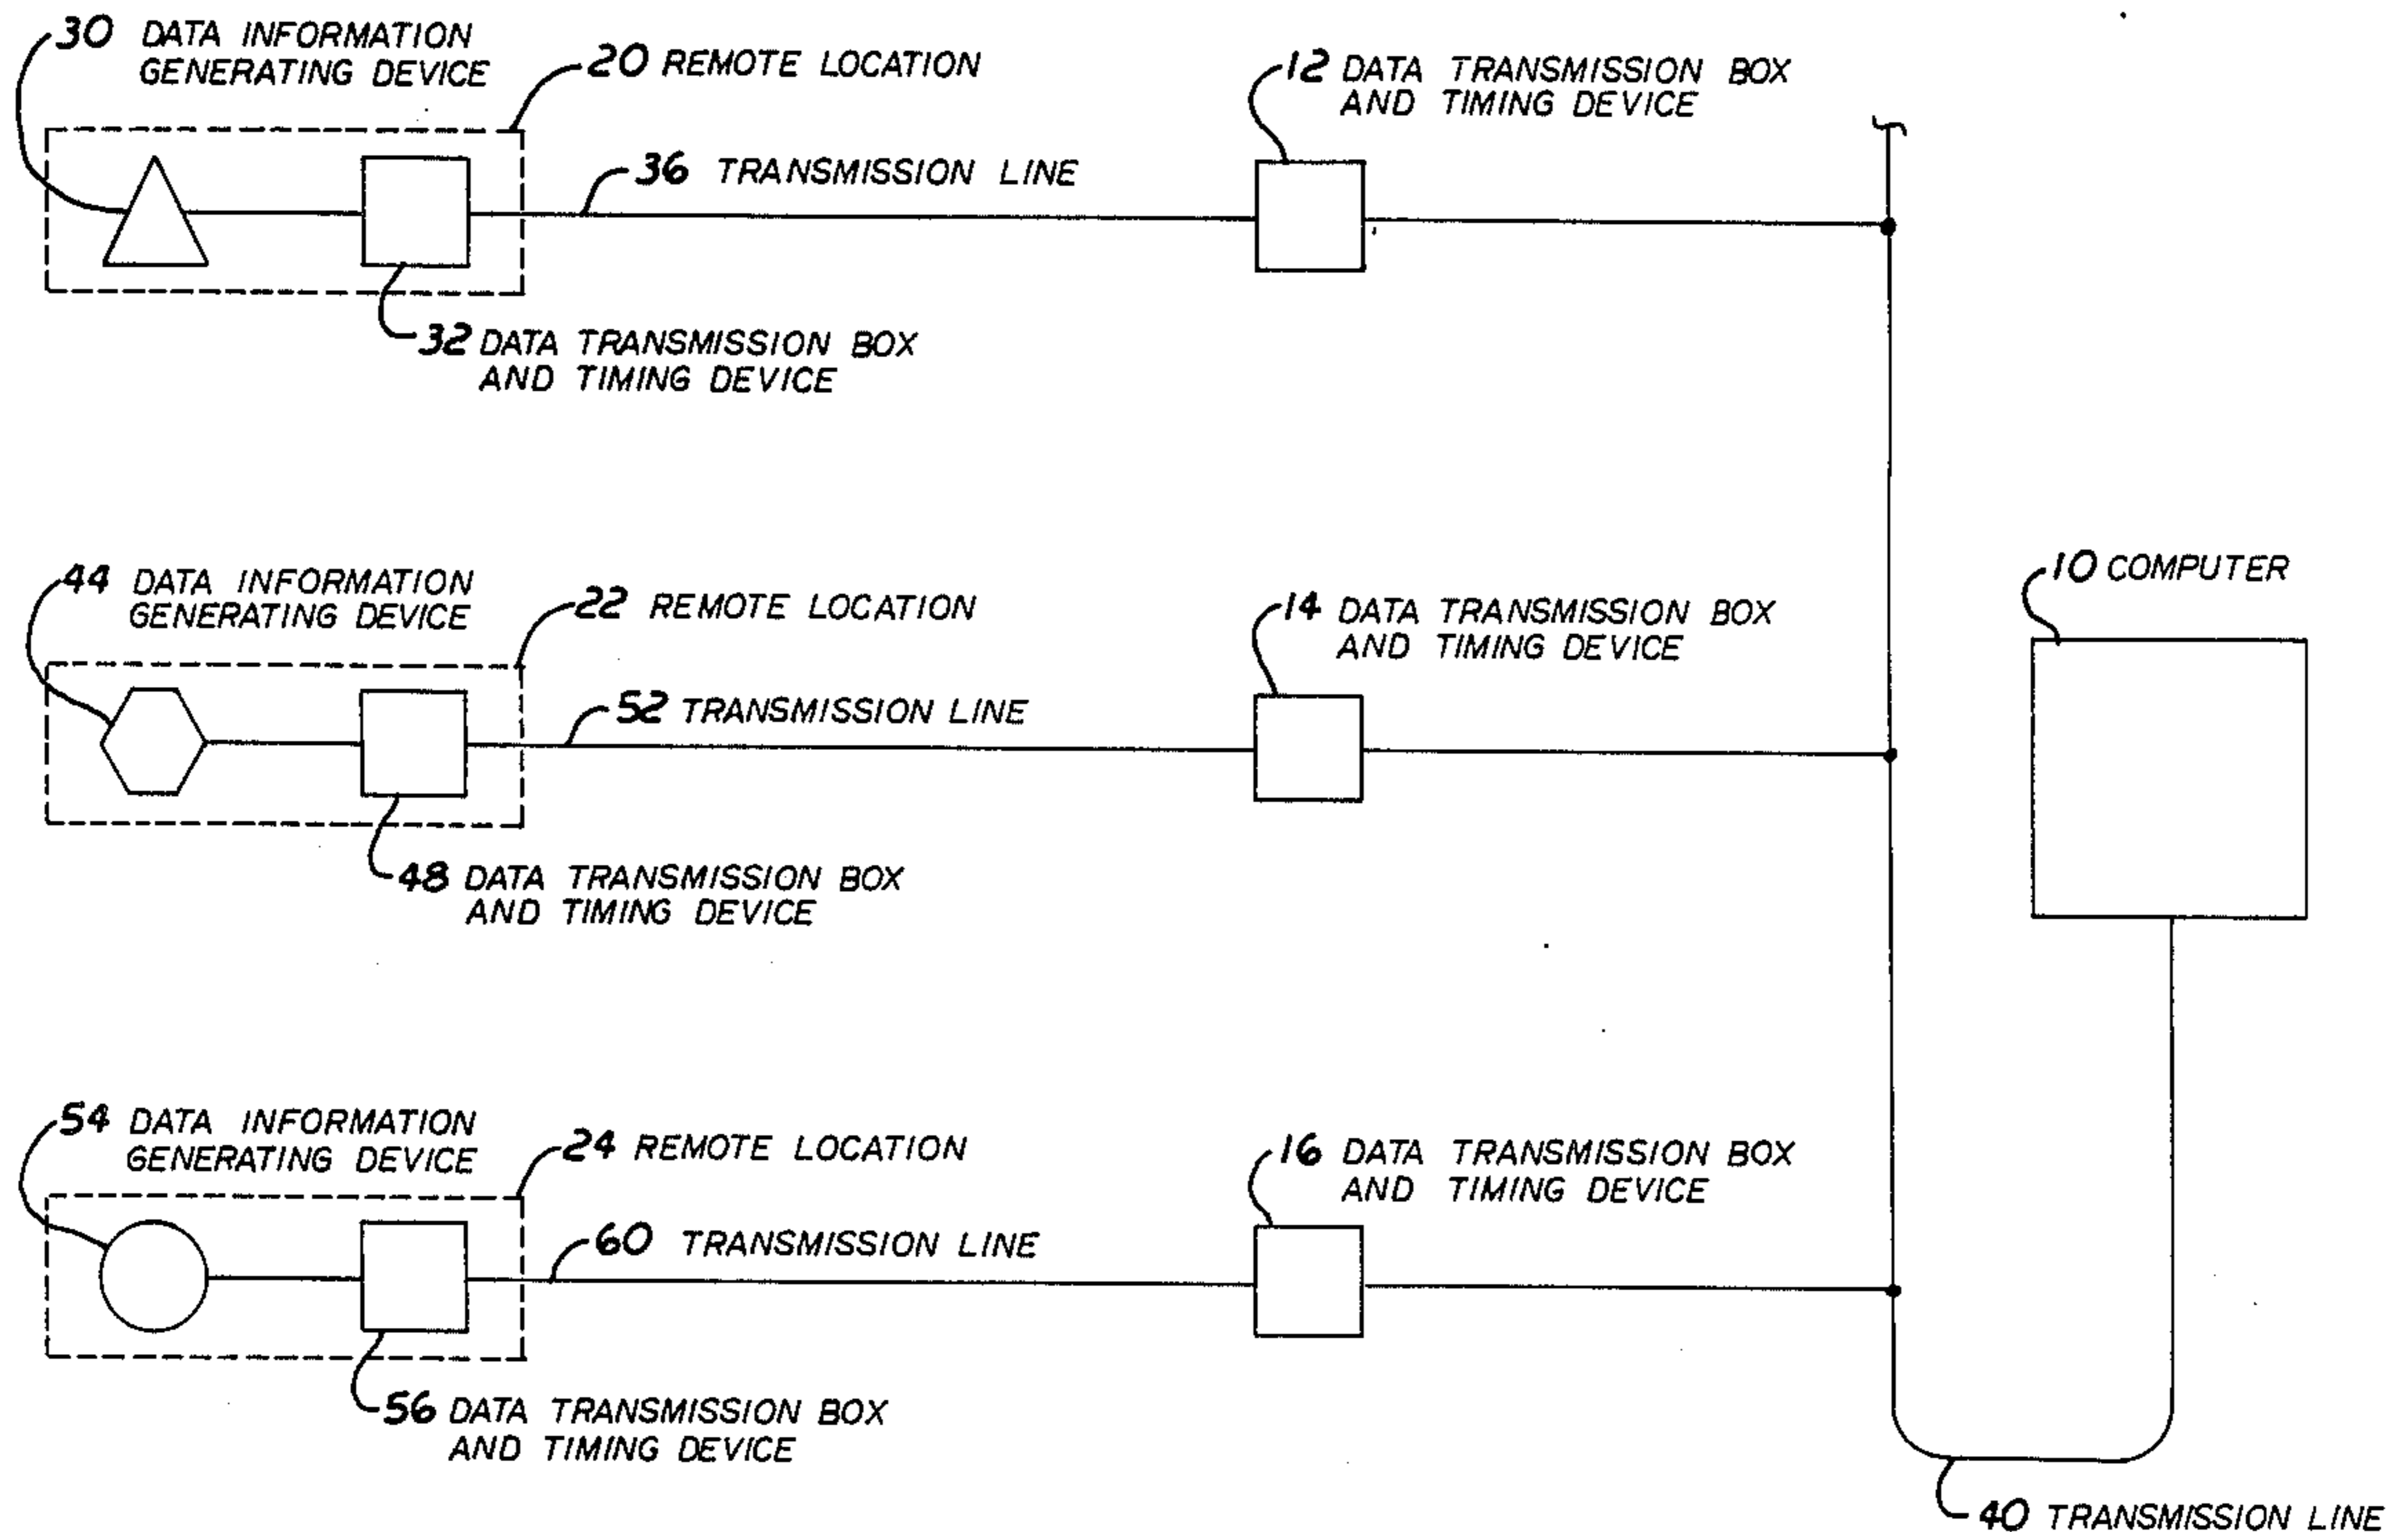 30 DATA INFORMATION
GENERATING DEVICE
20 REMOTE LOCATION
12 DATA TRANSMISSION BOX
AND TIMING DEVICE
36 TRANSMISSION LINE
32 DATA TRANSMISSION BOX
AND TIMING DEVICE
44 DATA INFORMATION
GENERATING DEVICE
22 REMOTE LOCATION
14 DATA TRANSMISSION BOX
AND TIMING DEVICE
10 COMPUTER
52 TRANSMISSION LINE
48 DATA TRANSMISSION BOX
AND TIMING DEVICE
54 DATA INFORMATION
GENERATING DEVICE
24 REMOTE LOCATION
16 DATA TRANSMISSION BOX
AND TIMING DEVICE
60 TRANSMISSION LINE
56 DATA TRANSMISSION BOX
AND TIMING DEVICE
40 TRANSMISSION LINE